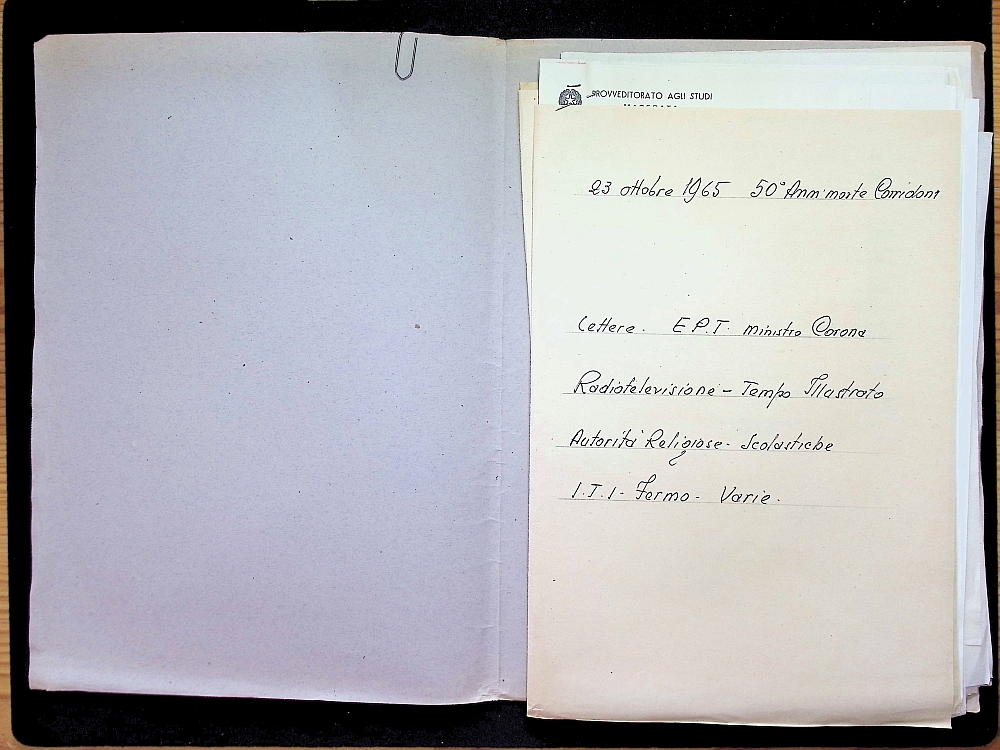 PROVVEDITORATO AGLI STUDI
MACERATA
23 ottobre 1965 50° Ann. morte Corridoni
Lettere. E.P.T. ministro Corona
Radiotelevisione - Tempo Illustrato
Autorità Religiose - Scolastiche
I.T.I - Fermo - Varie.